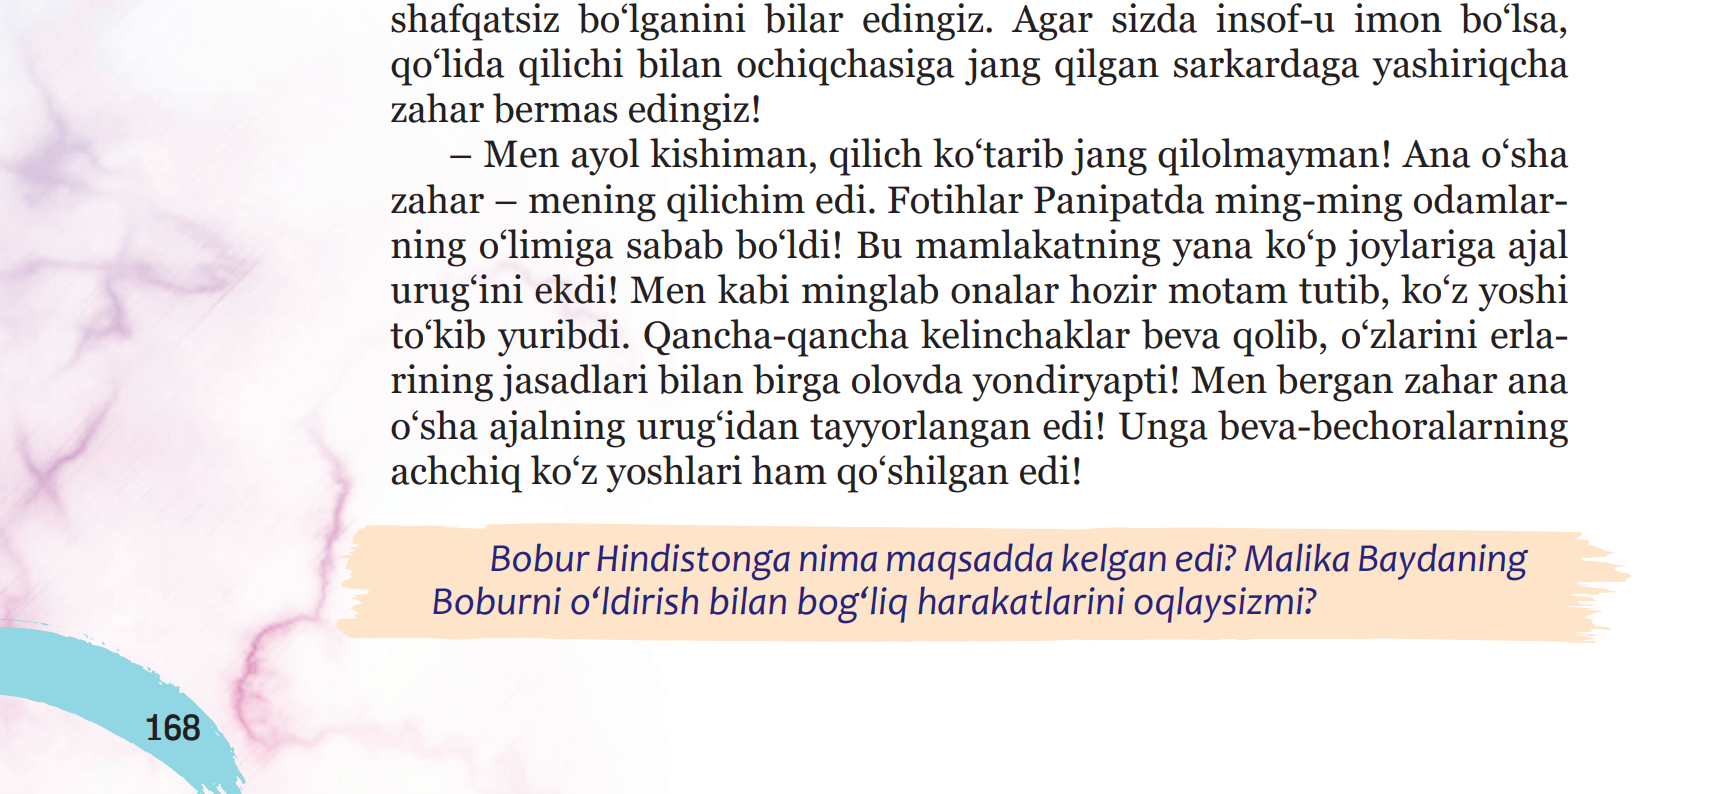 shafqatsiz bo‘lganini bilar edingiz. Agar sizda insof-u imon bo‘lsa,
qo‘lida qilichi bilan ochiqchasiga jang qilgan sarkardaga yashiriqcha
zahar bermas edingiz!
– Men ayol kishiman, qilich ko‘tarib jang qilolmayman! Ana o‘sha
zahar – mening qilichim edi. Fotihlar Panipatda ming-ming odamlar-
ning o‘limiga sabab bo‘ldi! Bu mamlakatning yana ko‘p joylariga ajal
urug‘ini ekdi! Men kabi minglab onalar hozir motam tutib, ko‘z yoshi
to‘kib yuribdi. Qancha-qancha kelinchaklar beva qolib, o‘zlarini erla-
rining jasadlari bilan birga olovda yondiryapti! Men bergan zahar ana
o‘sha ajalning urug‘idan tayyorlangan edi! Unga beva-bechoralarning
achchiq ko‘z yoshlari ham qo‘shilgan edi!
Bobur Hindistonga nima maqsadda kelgan edi? Malika Baydaning
Boburni o‘ldirish bilan bog‘liq harakatlarini oqlaysizmi?
168